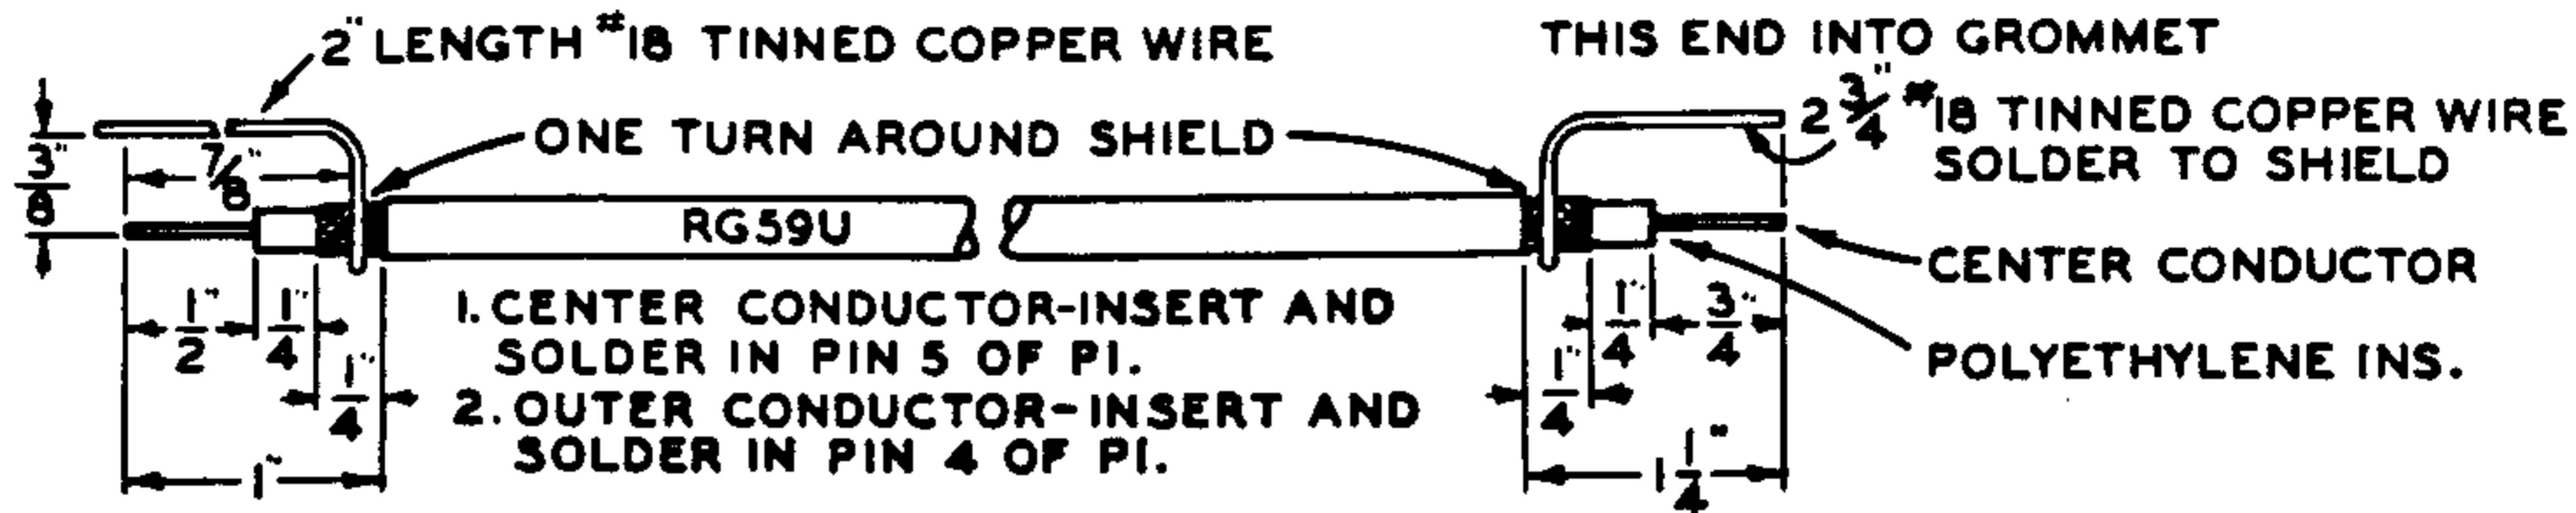 2" LENGTH #18 TINNED COPPER WIRE
THIS END INTO GROMMET
2 3/4" #18 TINNED COPPER WIRE
SOLDER TO SHIELD
ONE TURN AROUND SHIELD
3/8"
7/8"
RG59U
CENTER CONDUCTOR
POLYETHYLENE INS.
1/2"
1/4"
1/4"
1"
1. CENTER CONDUCTOR-INSERT AND
SOLDER IN PIN 5 OF P1.
2. OUTER CONDUCTOR-INSERT AND
SOLDER IN PIN 4 OF P1.
1/4"
3/4"
1/4"
1 1/4"